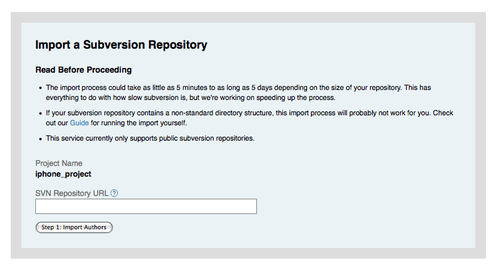 Import a Subversion Repository
Read Before Proceeding
• The import process could take as little as 5 minutes to as long as 5 days depending on the size of your repository. This has
everything to do with how slow subversion is, but we're working on speeding up the process.
• If your subversion repository contains a non-standard directory structure, this import process will probably not work for you. Check
out our Guide for running the import yourself.
• This service currently only supports public subversion repositories.
Project Name
iphone_project
SVN Repository URL ?
Step 1: Import Authors